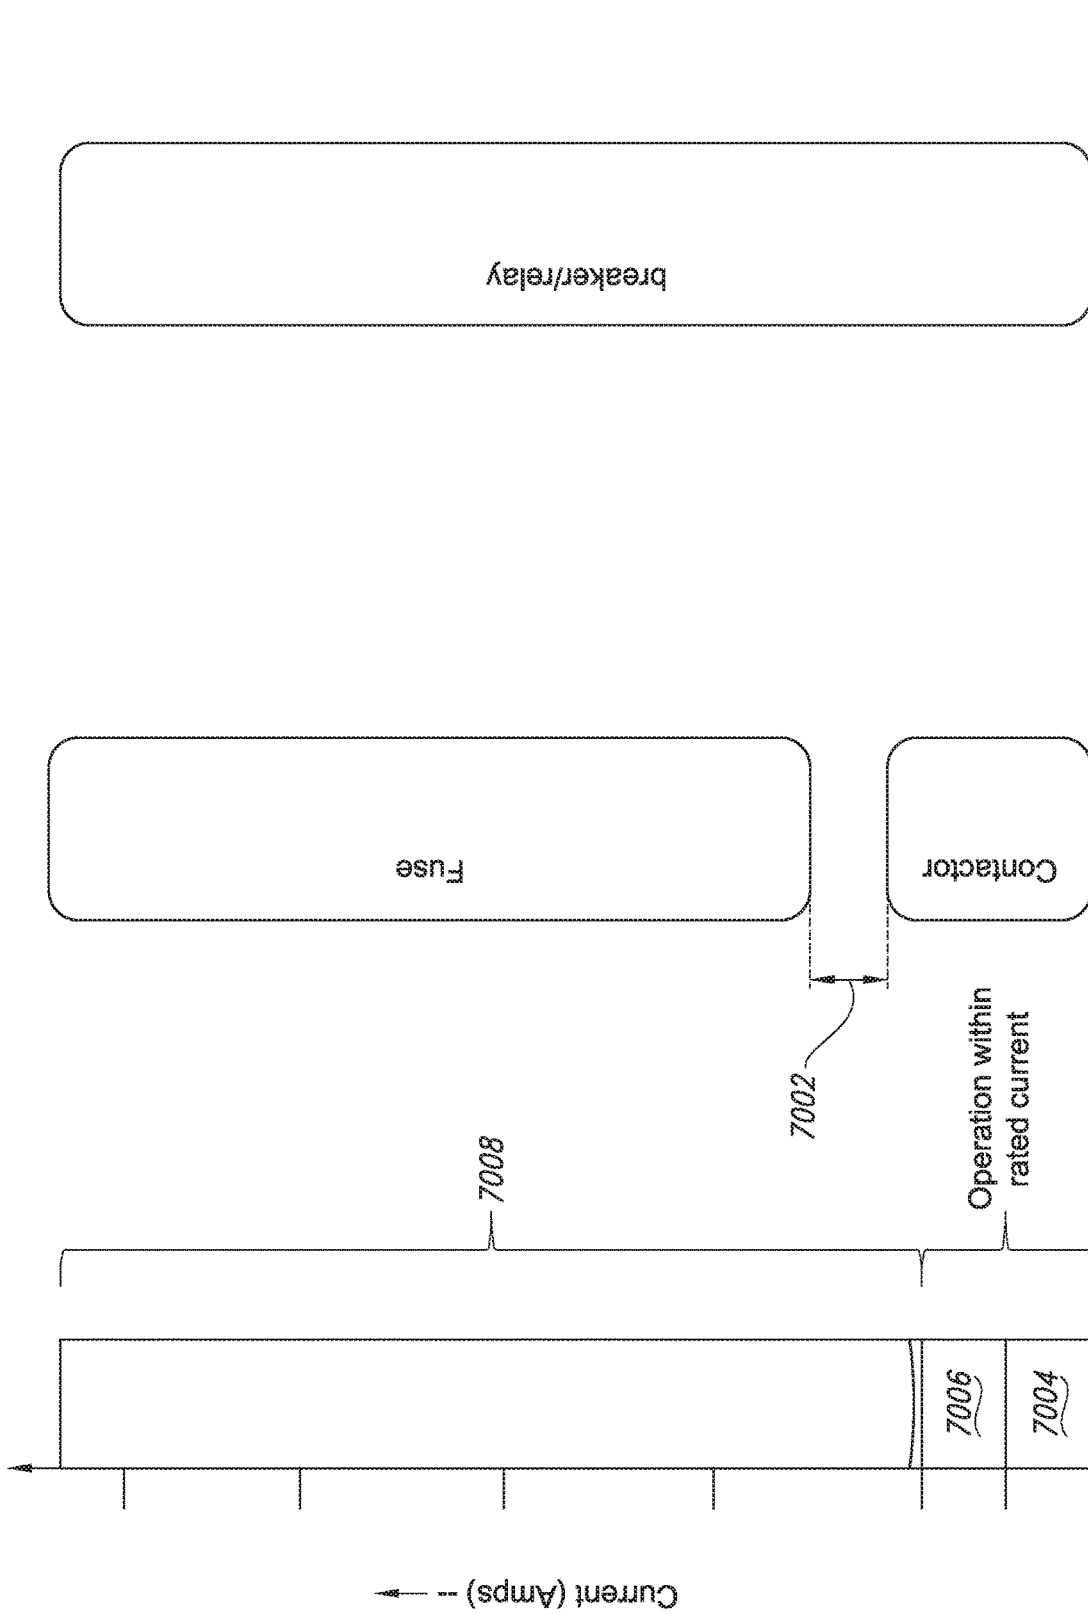 breaker/relay
Fuse
Contactor
7002
7008
Operation within
rated current
7006
7004
Current (Amps) --